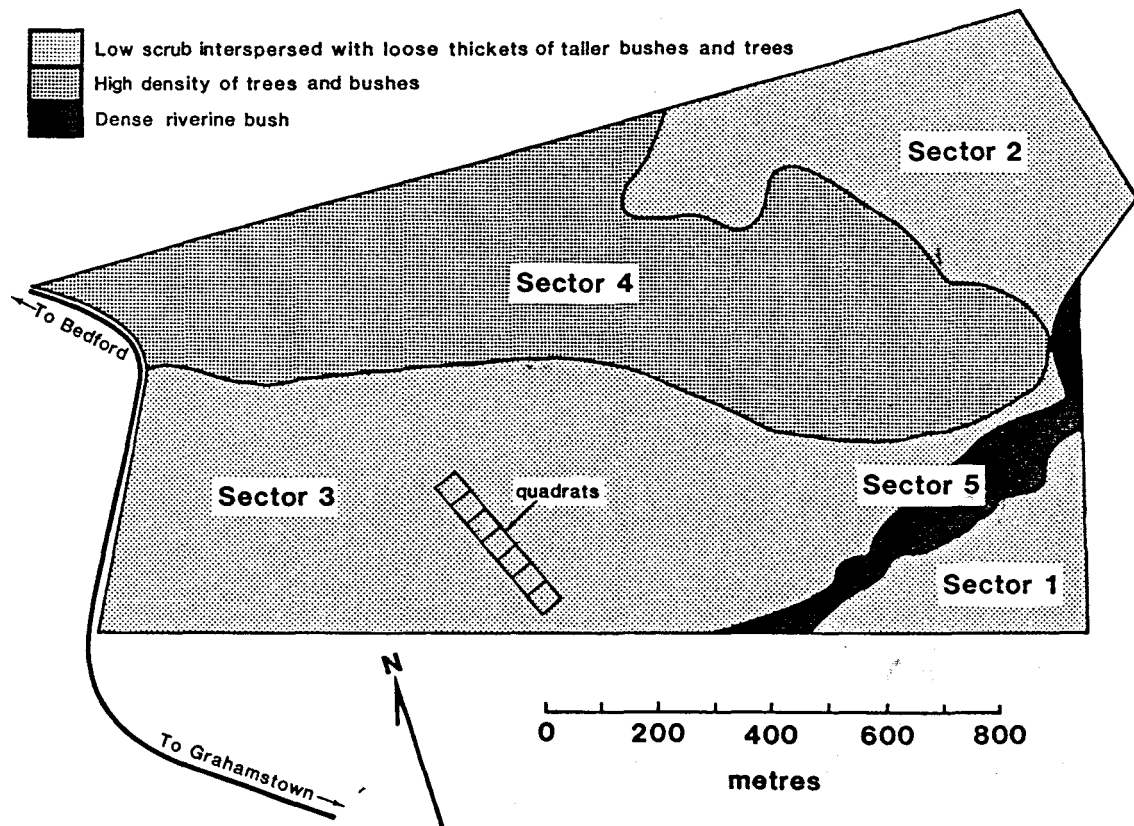 Low scrub interspersed with loose thickets of taller bushes and trees
High density of trees and bushes
Dense riverine bush
Sector 2
Sector 4
To Bedford
Sector 3
quadrats
Sector 5
Sector 1
N
To Grahamstown
0 200 400 600 800
metres